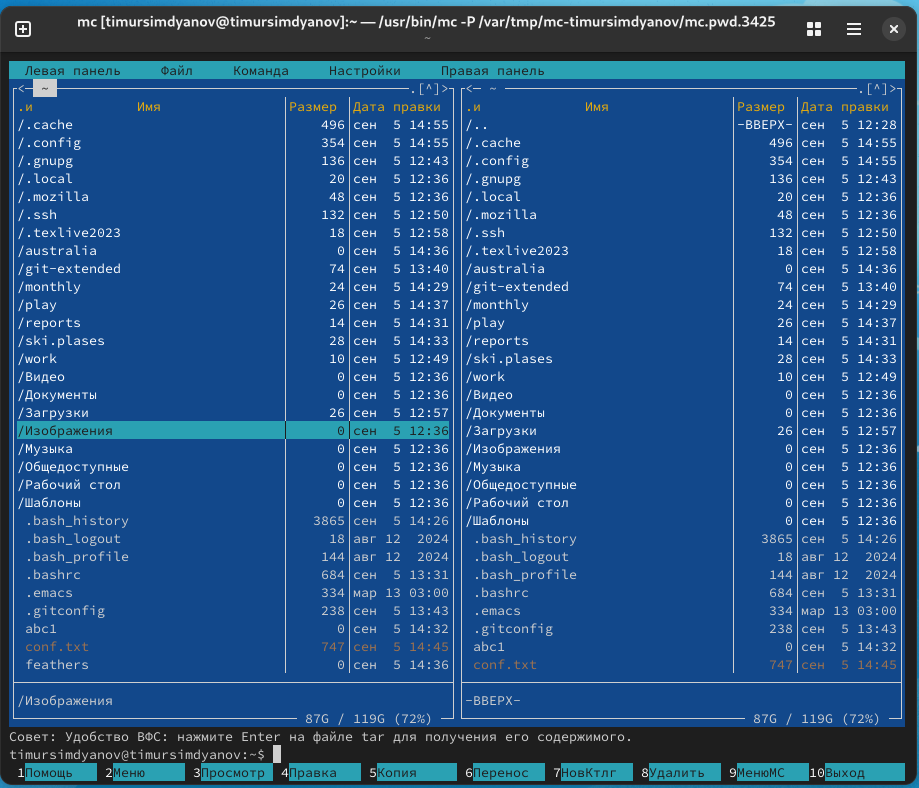 mc [timursimdyanov@timursimdyanov]:~ — /usr/bin/mc -P /var/tmp/mc-timursimdyanov/mc.pwd.3425
~
Левая панель Файл Команда Настройки Правая панель
<─ ~ ─.[^]>
.и Имя Размер Дата правки
/.cache 496 сен 5 14:55
/.config 354 сен 5 14:55
/.gnupg 136 сен 5 12:43
/.local 20 сен 5 12:36
/.mozilla 48 сен 5 12:36
/.ssh 132 сен 5 12:50
/.texlive2023 18 сен 5 12:58
/australia 0 сен 5 14:36
/git-extended 74 сен 5 13:40
/monthly 24 сен 5 14:29
/play 26 сен 5 14:37
/reports 14 сен 5 14:31
/ski.plases 28 сен 5 14:33
/work 10 сен 5 12:49
/Видео 0 сен 5 12:36
/Документы 0 сен 5 12:36
/Загрузки 26 сен 5 12:57
/Изображения 0 сен 5 12:36
/Музыка 0 сен 5 12:36
/Общедоступные 0 сен 5 12:36
/Рабочий стол 0 сен 5 12:36
/Шаблоны 0 сен 5 12:36
.bash_history 3865 сен 5 14:26
.bash_logout 18 авг 12 2024
.bash_profile 144 авг 12 2024
.bashrc 684 сен 5 13:31
.emacs 334 мар 13 03:00
.gitconfig 238 сен 5 13:43
abc1 0 сен 5 14:32
conf.txt 747 сен 5 14:45
feathers 0 сен 5 14:36
/Изображения
87G / 119G (72%)
<─ ~ ─.[^]>
.и Имя Размер Дата правки
/.. -ВВЕРХ- сен 5 12:28
/.cache 496 сен 5 14:55
/.config 354 сен 5 14:55
/.gnupg 136 сен 5 12:43
/.local 20 сен 5 12:36
/.mozilla 48 сен 5 12:36
/.ssh 132 сен 5 12:50
/.texlive2023 18 сен 5 12:58
/australia 0 сен 5 14:36
/git-extended 74 сен 5 13:40
/monthly 24 сен 5 14:29
/play 26 сен 5 14:37
/reports 14 сен 5 14:31
/ski.plases 28 сен 5 14:33
/work 10 сен 5 12:49
/Видео 0 сен 5 12:36
/Документы 0 сен 5 12:36
/Загрузки 26 сен 5 12:57
/Изображения 0 сен 5 12:36
/Музыка 0 сен 5 12:36
/Общедоступные 0 сен 5 12:36
/Рабочий стол 0 сен 5 12:36
/Шаблоны 0 сен 5 12:36
.bash_history 3865 сен 5 14:26
.bash_logout 18 авг 12 2024
.bash_profile 144 авг 12 2024
.bashrc 684 сен 5 13:31
.emacs 334 мар 13 03:00
.gitconfig 238 сен 5 13:43
abc1 0 сен 5 14:32
conf.txt 747 сен 5 14:45
-ВВЕРХ-
87G / 119G (72%)
Совет: Удобство ВФС: нажмите Enter на файле tar для получения его содержимого.
timursimdyanov@timursimdyanov:~$
1Помощь 2Меню 3Просмотр 4Правка 5Копия 6Перенос 7НовКтлг 8Удалить 9МенюMC 10Выход